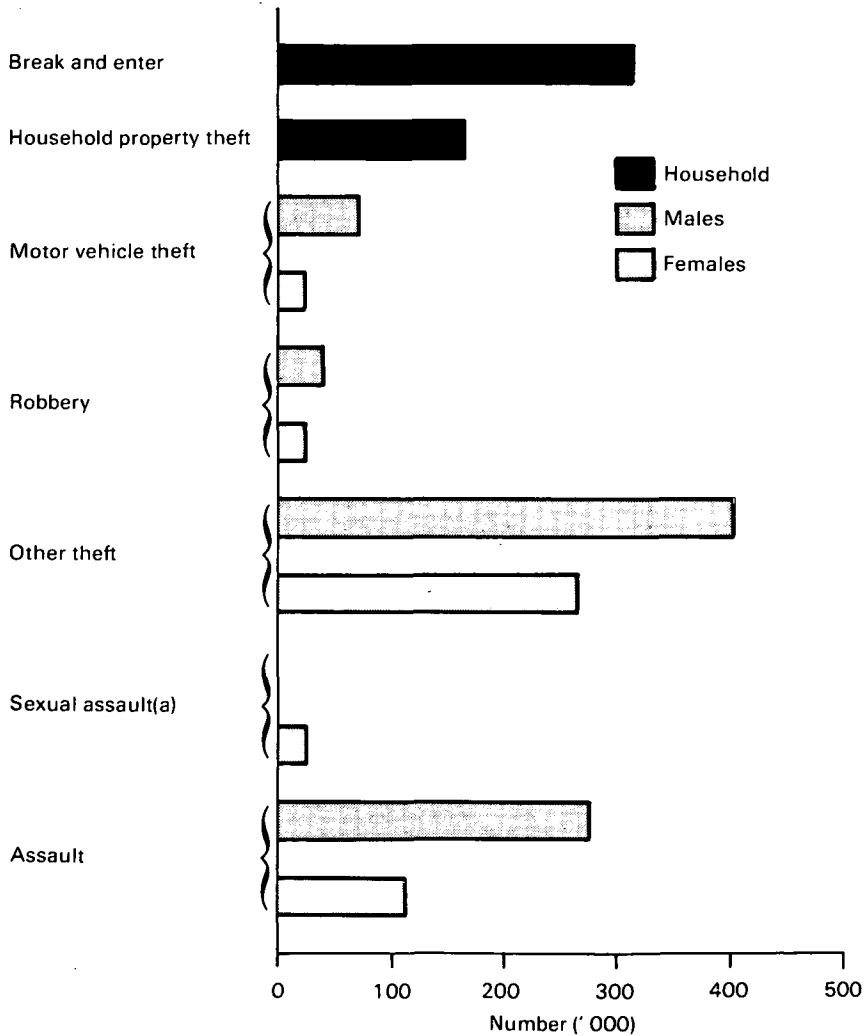 Break and enter
Household property theft
Household
Males
Motor vehicle theft
Females
Robbery
Other theft
Sexual assault(a)
Assault
0 100 200 300 400 500
Number (' 000)